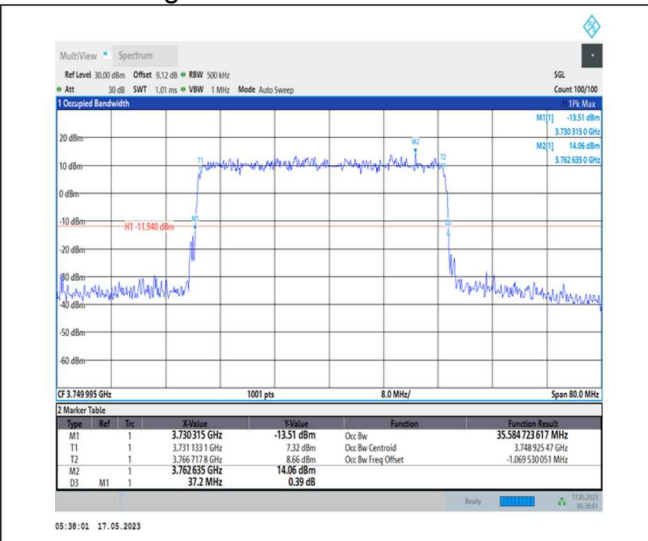 MultiView Spectrum
Ref Level 30.00 dBm Offset 9.12 dB RBW 500 kHz SGL
Att 30 dB SWT 1.01 ms VBW 1 MHz Mode Auto Sweep Count 100/100
1 Occupied Bandwidth 1Pk Max
M1[1] -13.51 dBm
3.730 315 0 GHz
M2[1] 14.06 dBm
3.762 635 0 GHz
20 dBm
M2
T1 T2
10 dBm
0 dBm
-10 dBm
M1
H1 -11.940 dBm
D3
-20 dBm
-30 dBm
-40 dBm
-50 dBm
-60 dBm
CF 3.749 995 GHz 1001 pts 8.0 MHz/ Span 80.0 MHz
2 Marker Table
Type Ref Trc X-Value Y-Value Function Function Result
M1 1 3.730 315 GHz -13.51 dBm Occ Bw 35.584 723 617 MHz
T1 1 3.731 133 1 GHz 7.32 dBm Occ Bw Centroid 3.748 925 47 GHz
T2 1 3.766 717 8 GHz 8.66 dBm Occ Bw Freq Offset -1.069 530 051 MHz
M2 1 3.762 635 GHz 14.06 dBm
D3 M1 1 37.2 MHz 0.39 dB
Ready 17.05.2023
05:38:01
05:38:01 17.05.2023